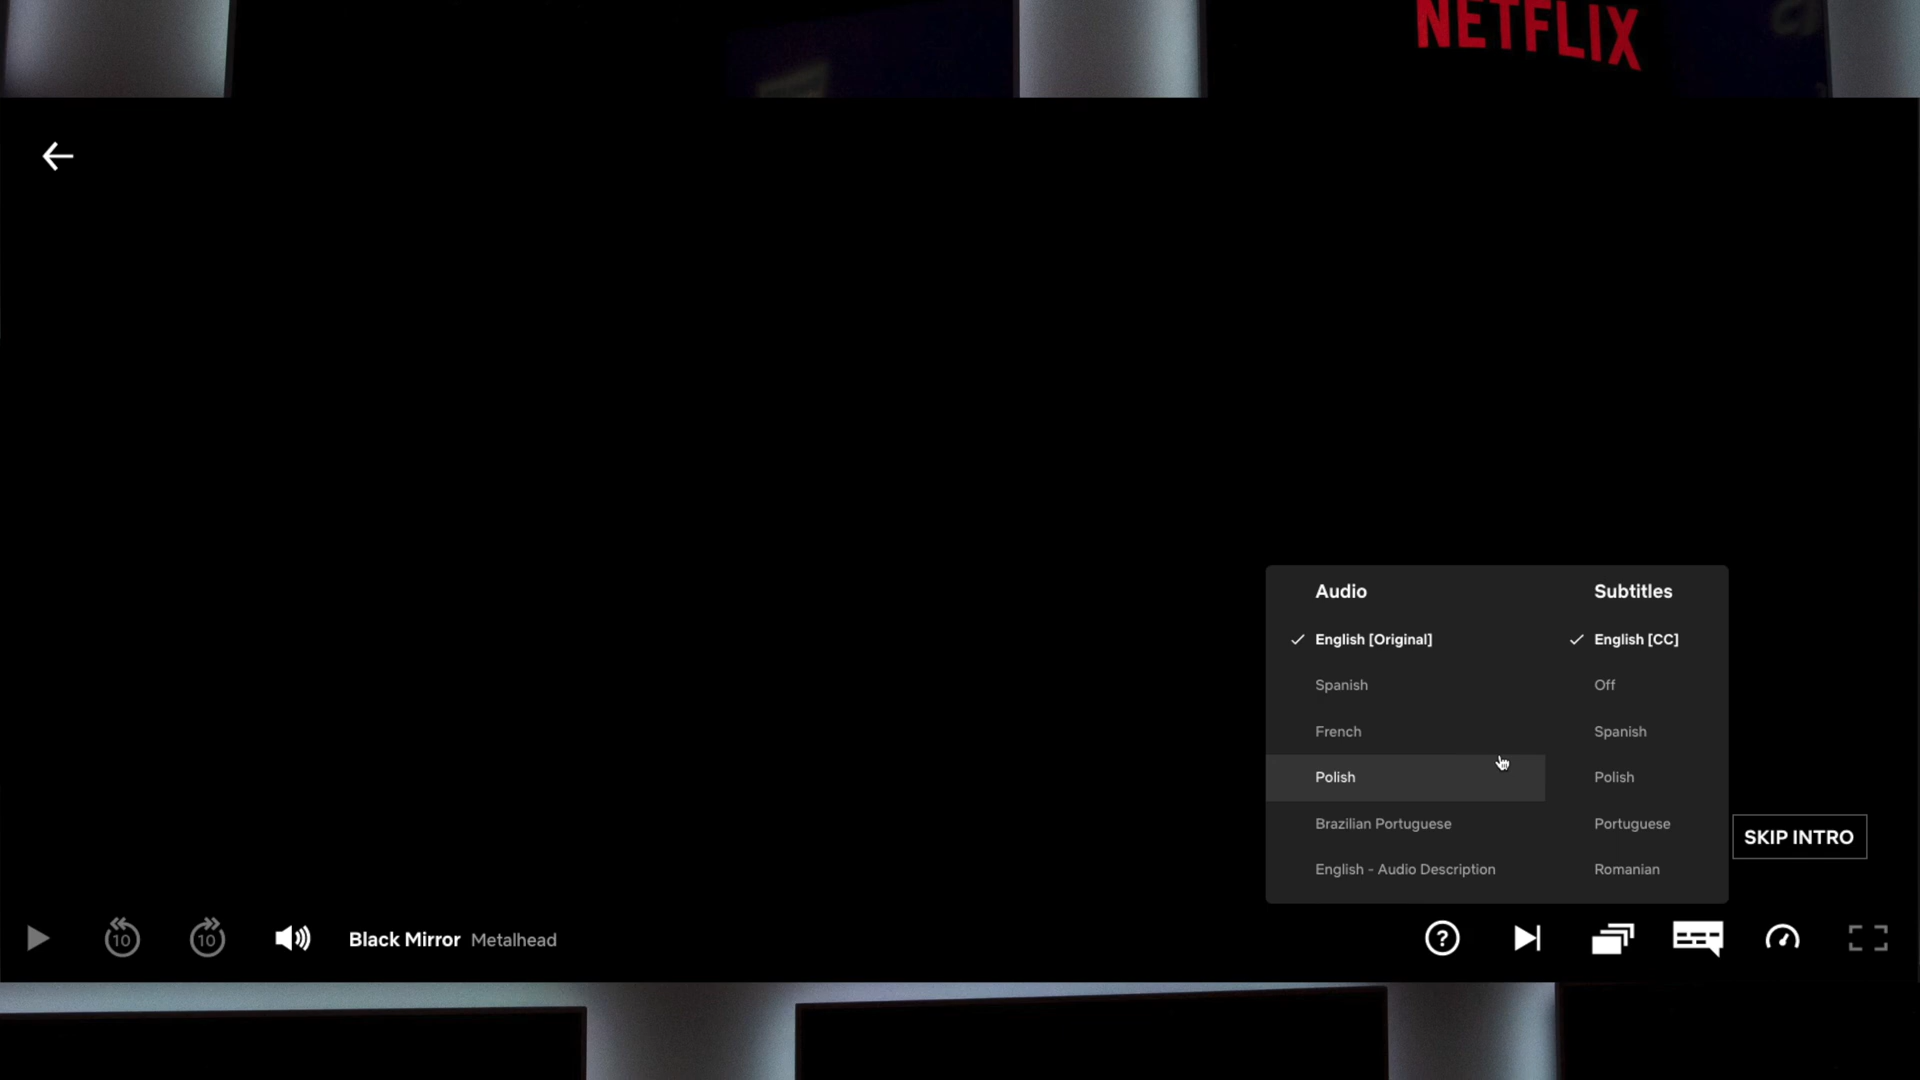 NETFLIX
Audio
Subtitles
English [Original]
English [CC]
Spanish
Off
French
Spanish
Polish
Polish
Brazilian Portuguese
Portuguese
SKIP INTRO
English - Audio Description
Romanian
10
10
Black Mirror Metalhead
?